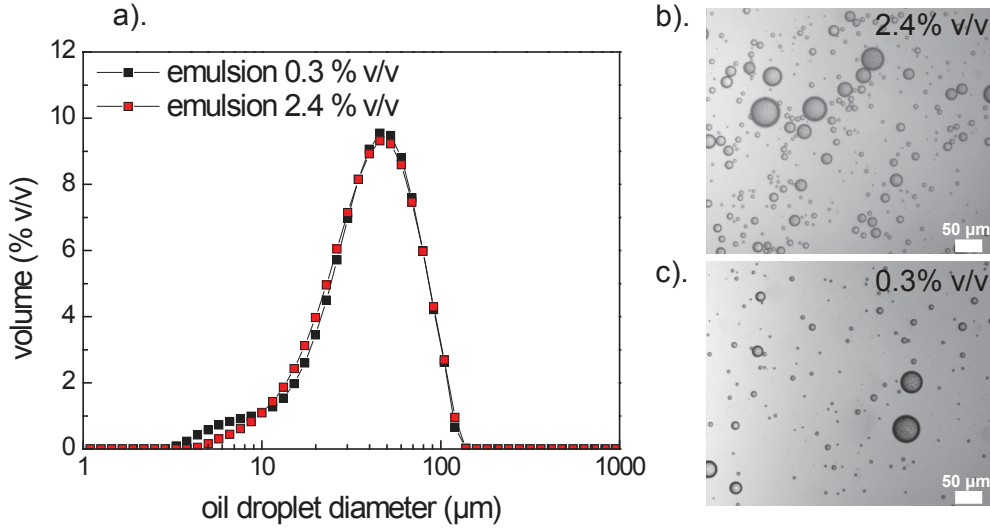 a).
12
10
8
6
4
2
0
1
10
100
1000
volume (% v/v)
oil droplet diameter (µm)
emulsion 0.3 % v/v
emulsion 2.4 % v/v
b).
2.4% v/v
50 µm
c).
0.3% v/v
50 µm